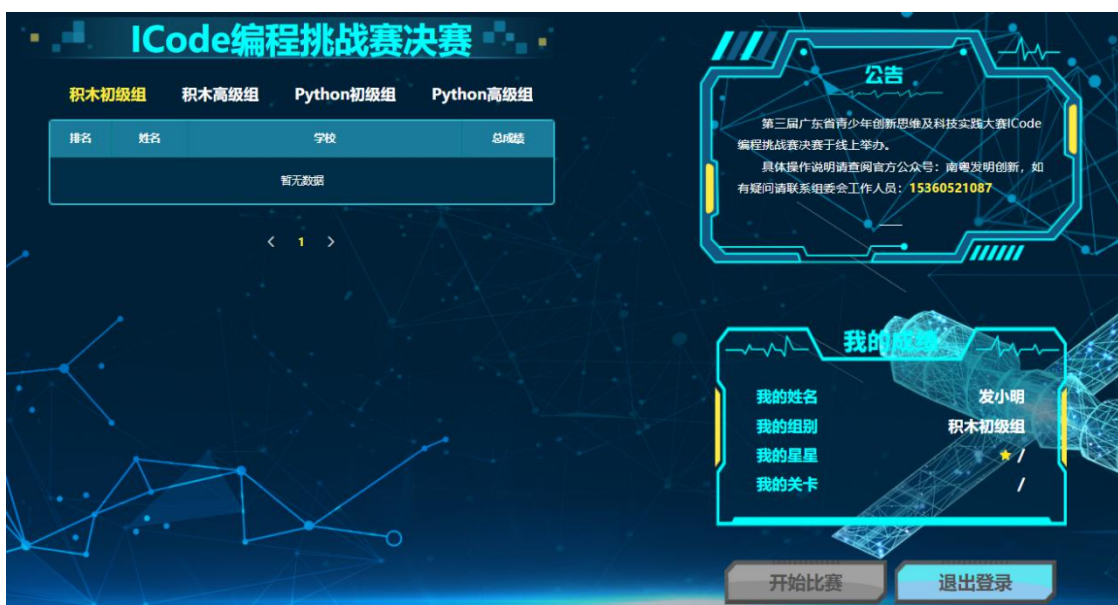 ICode编程挑战赛决赛
积木初级组 积木高级组 Python初级组 Python高级组
排名 姓名 学校 总成绩
暂无数据
< 1 >
公告
第三届广东省青少年创新思维及科技实践大赛ICode
编程挑战赛决赛于线上举办。
具体操作说明请查阅官方公众号：南粤发明创新，如
有疑问请联系组委会工作人员：15360521087
我的成绩
我的姓名 发小明
我的组别 积木初级组
我的星星 ★ /
我的关卡 /
开始比赛 退出登录